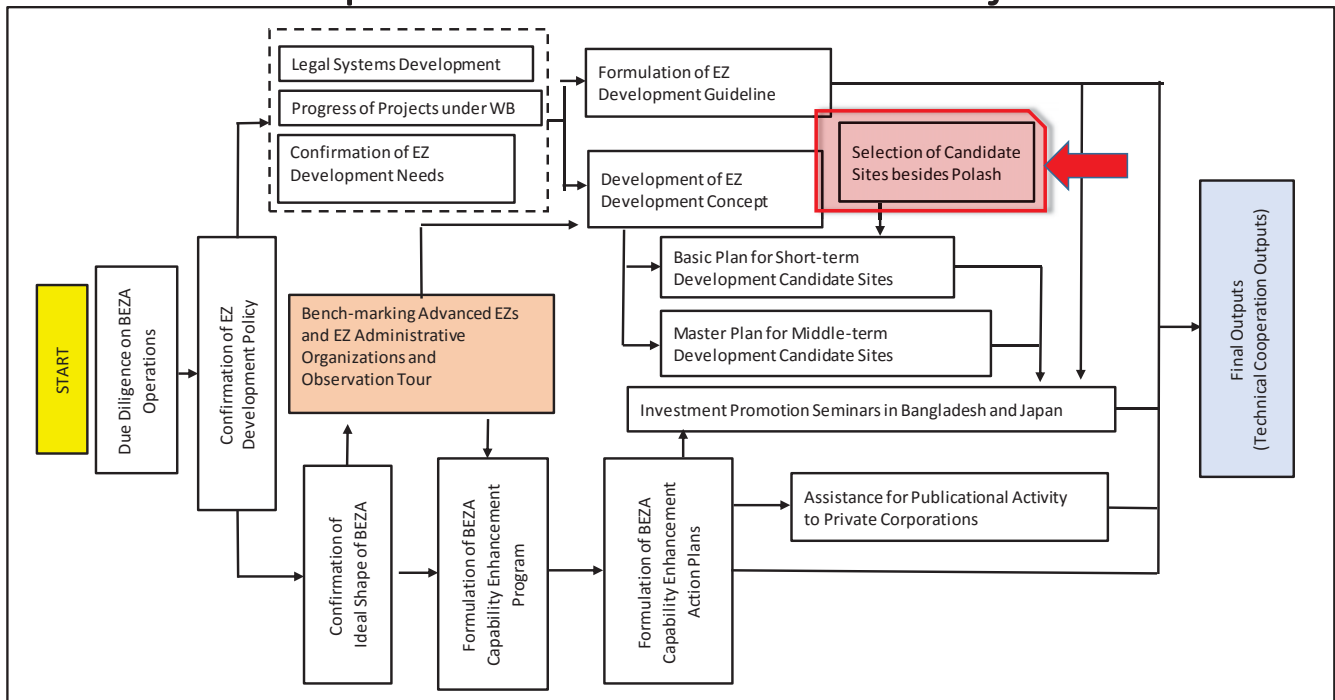 Legal Systems Development
Progress of Projects under WB
Confirmation of EZ
Development Needs
Formulation of EZ
Development Guideline
Selection of Candidate
Sites besides Polash
Development of EZ
Development Concept
Basic Plan for Short-term
Development Candidate Sites
Master Plan for Middle-term
Development Candidate Sites
START
Due Diligence on BEZA
Operations
Confirmation of EZ
Development Policy
Bench-marking Advanced EZs
and EZ Administrative
Organizations and
Observation Tour
Investment Promotion Seminars in Bangladesh and Japan
Assistance for Publicational Activity
to Private Corporations
Confirmation of
Ideal Shape of BEZA
Formulation of BEZA
Capability Enhancement
Program
Formulation of BEZA
Capability Enhancement
Action Plans
Final Outputs
(Technical Cooperation Outputs)